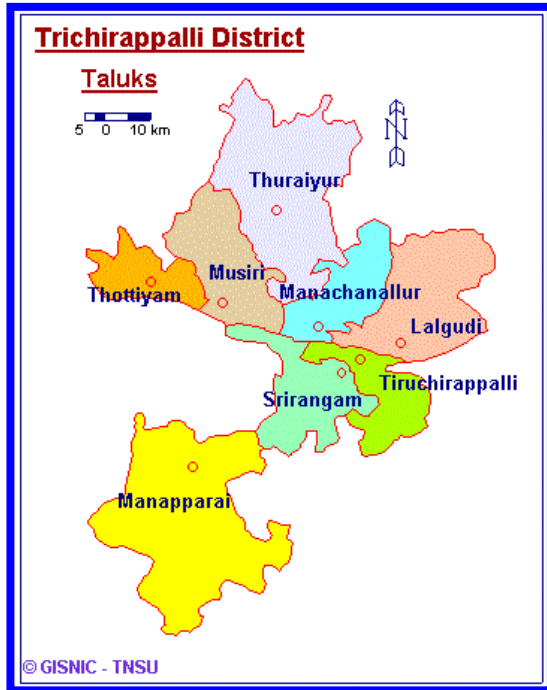 Trichirappalli District
Taluks
5 0 10 km
N
Thuraiyur
Musiri
Thottiyam
Manachanallur
Lalgudi
Tiruchirappalli
Srirangam
Manapparai
© GISNIC - TNSU